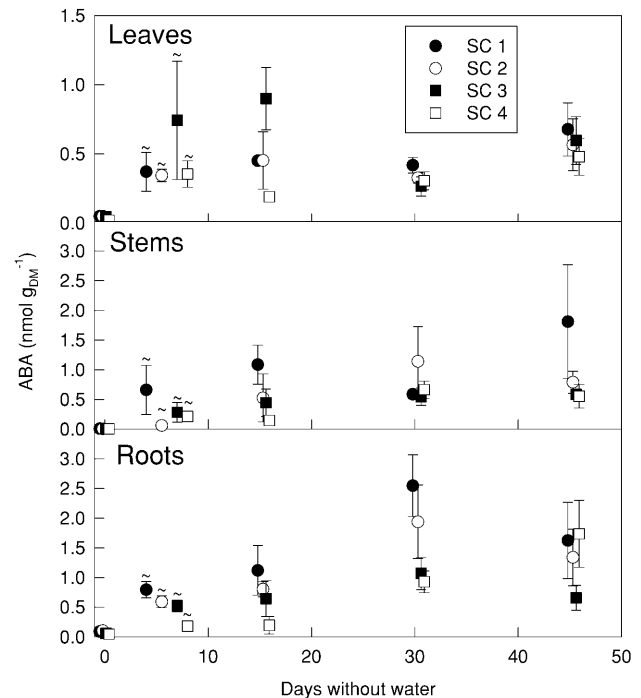 Leaves
SC 1
SC 2
SC 3
SC 4
1.5
1.0
0.5
0.0
~ ~ ~ ~
Stems
3.0
2.5
2.0
1.5
1.0
0.5
0.0
~ ~ ~ ~
Roots
3.0
2.5
2.0
1.5
1.0
0.5
0.0
~ ~ ~ ~
ABA (nmol g_DM^-1)
0 10 20 30 40 50
Days without water